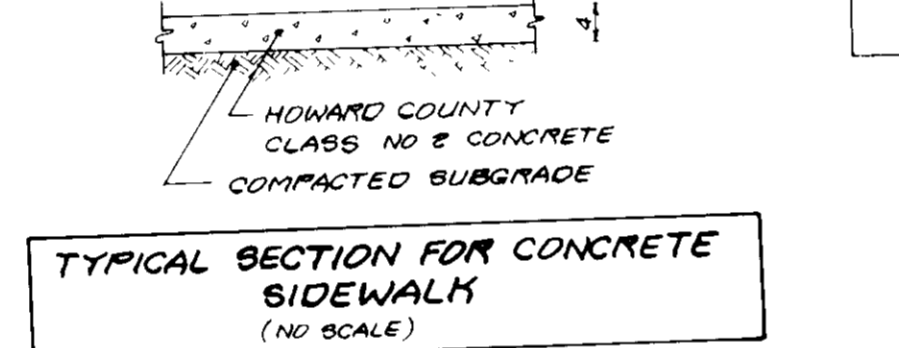 4
HOWARD COUNTY
CLASS NO 2 CONCRETE
COMPACTED SUBGRADE
TYPICAL SECTION FOR CONCRETE
SIDEWALK
(NO SCALE)